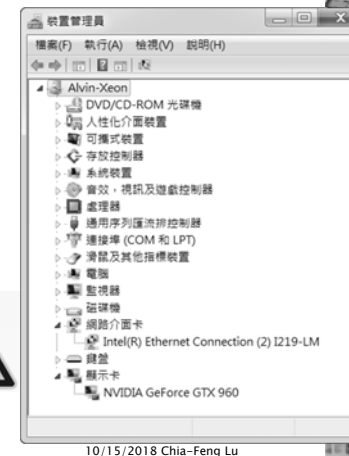 裝置管理員
檔案(F) 執行(A) 檢視(V) 說明(H)
Alvin-Xeon
DVD/CD-ROM 光碟機
人性化介面裝置
可攜式裝置
存放控制器
系統裝置
音效，視訊及遊戲控制器
處理器
通用序列匯流排控制器
連接埠 (COM 和 LPT)
滑鼠及其他指標裝置
電腦
監視器
磁碟機
網路介面卡
Intel(R) Ethernet Connection (2) I219-LM
鍵盤
顯示卡
NVIDIA GeForce GTX 960
10/15/2018 Chia-Feng Lu